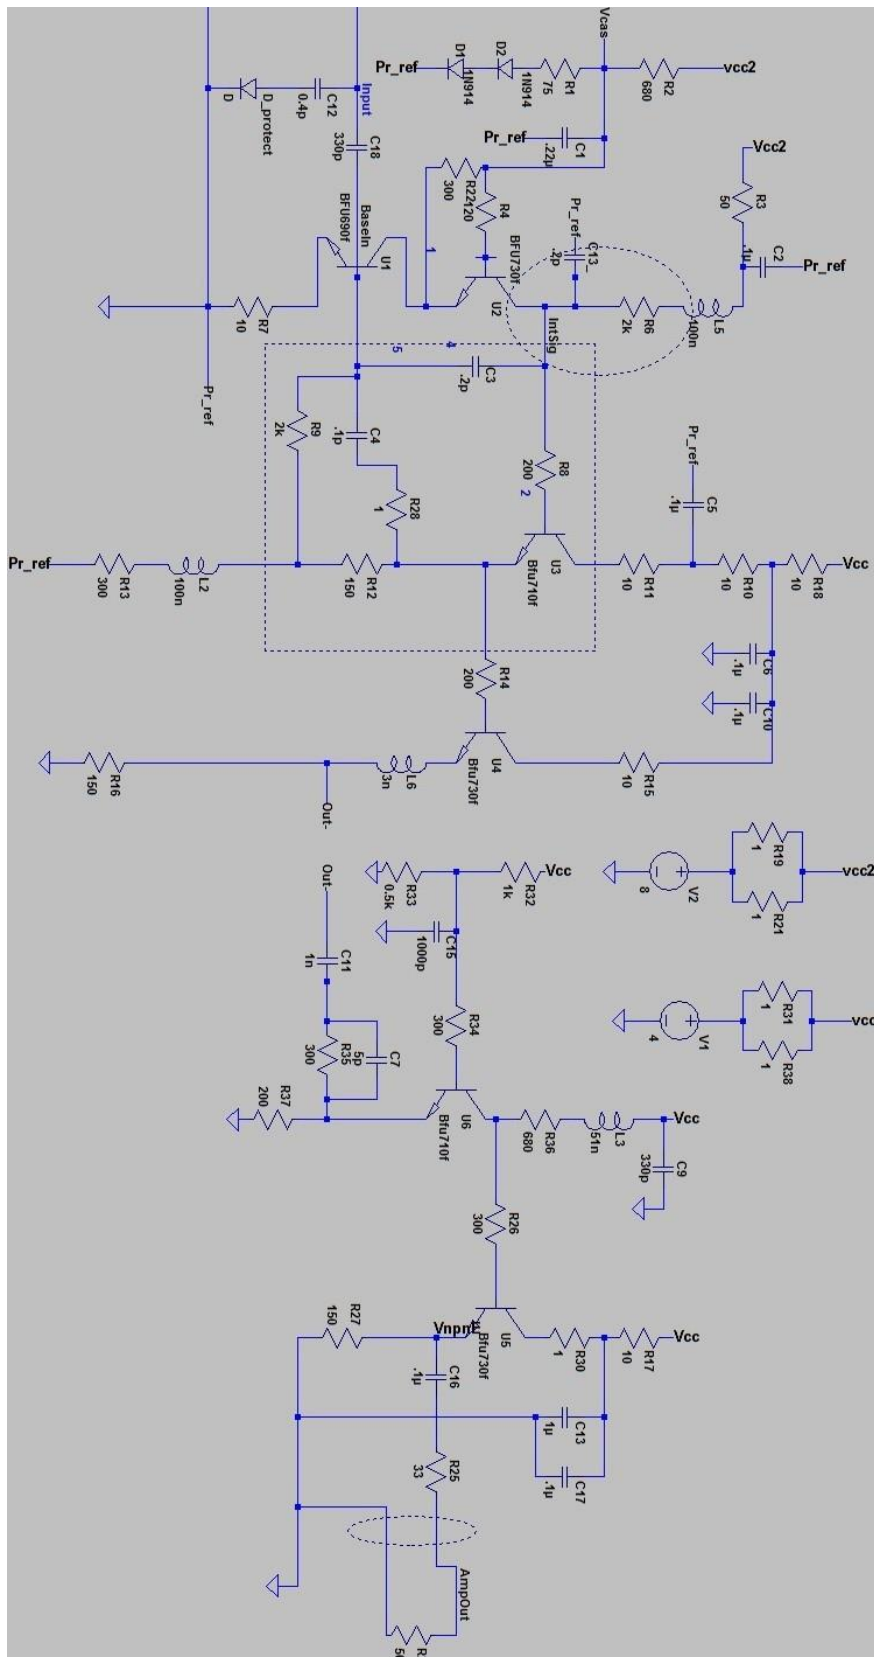 Vcas
D1
1N914
D2
1N914
R1
75
R2
680
Pr_ref
vcc2
D
D_protect
C12
0.4p
Input
C18
330p
Pr_ref
C1
.22µ
R22
300
R4
120
Vcc2
R3
50
C2
.1µ
Pr_ref
Pr_ref
C13_
.2p
BFU690f
BaseIn
U1
1
BFU730f
U2
IntSig
R7
10
R6
2k
L5
100n
Pr_ref
5
4
C3
.2p
R9
2k
C4
.1p
R28
1
R8
200
2
Pr_ref
C5
.1µ
Pr_ref
R13
300
L2
100n
R12
150
U3
Bfu710f
R11
10
R10
10
R18
10
Vcc
R14
200
C6
.1µ
C10
.1µ
R16
150
L6
3n
U4
Bfu730f
R15
10
Out-
Out-
R33
0.5k
R32
1k
Vcc
C15
1000p
V2
8
R19
1
R21
1
vcc2
C11
1n
R34
300
V1
4
R31
1
R38
1
vcc
R35
300
C7
5p
R37
200
U6
Bfu710f
R36
680
L3
51n
Vcc
C9
330p
R26
300
R27
150
VnpnE
U5
Bfu730f
R30
1
R17
10
Vcc
C16
.1µ
C13
1µ
R25
33
C17
.1µ
AmpOut